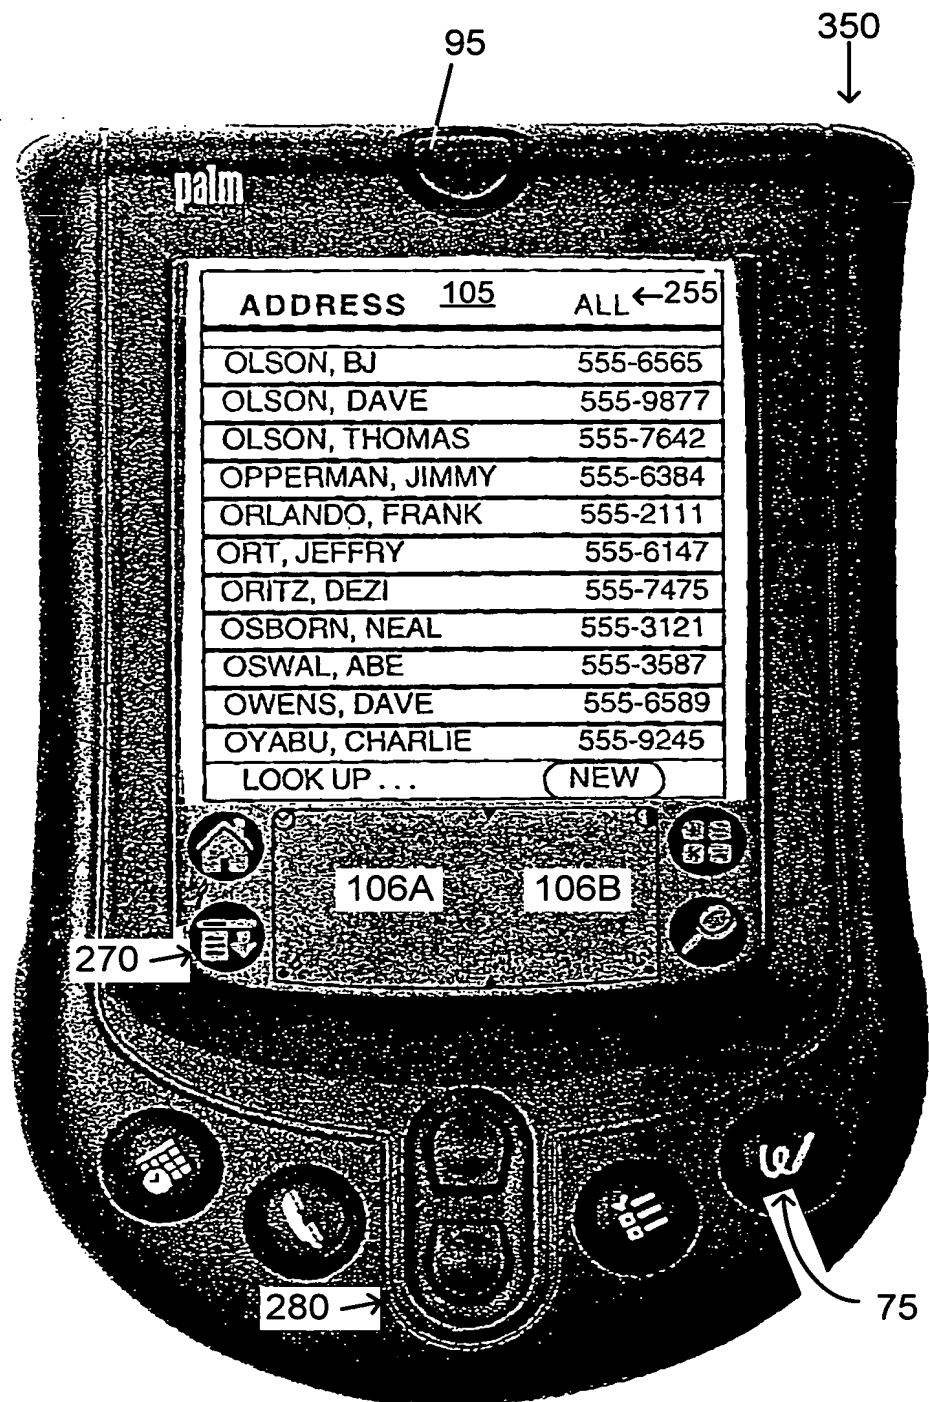 350
95
palm
ADDRESS 105 ALL ←255
OLSON, BJ 555-6565
OLSON, DAVE 555-9877
OLSON, THOMAS 555-7642
OPPERMAN, JIMMY 555-6384
ORLANDO, FRANK 555-2111
ORT, JEFFRY 555-6147
ORITZ, DEZI 555-7475
OSBORN, NEAL 555-3121
OSWAL, ABE 555-3587
OWENS, DAVE 555-6589
OYABU, CHARLIE 555-9245
LOOK UP . . . NEW
106A 106B
270
280
75